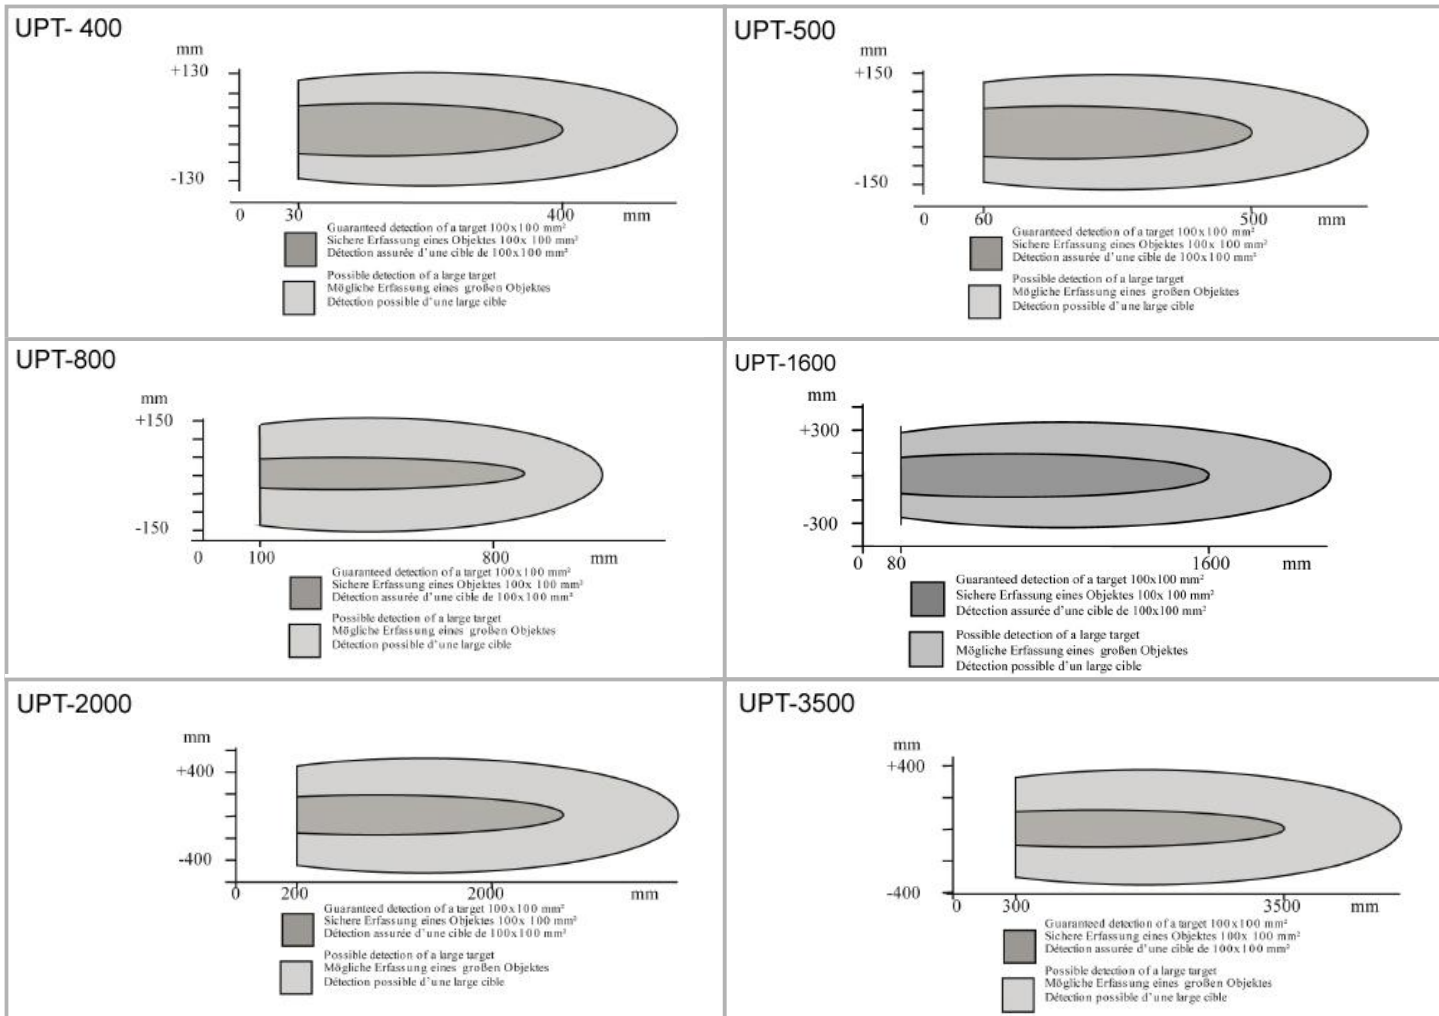 UPT- 400
mm
+130
-130
0 30 400 mm
Guaranteed detection of a target 100x100 mm²
Sichere Erfassung eines Objektes 100x 100 mm²
Détection assurée d'une cible de 100x100 mm²
Possible detection of a large target
Mögliche Erfassung eines großen Objektes
Détection possible d'une large cible
UPT-500
mm
+150
-150
0 60 500 mm
Guaranteed detection of a target 100x100 mm²
Sichere Erfassung eines Objektes 100x 100 mm²
Détection assurée d'une cible de 100x100 mm²
Possible detection of a large target
Mögliche Erfassung eines großen Objektes
Détection possible d'une large cible
UPT-800
mm
+150
-150
0 100 800 mm
Guaranteed detection of a target 100x100 mm²
Sichere Erfassung eines Objektes 100x 100 mm²
Détection assurée d'une cible de 100x100 mm²
Possible detection of a large target
Mögliche Erfassung eines großen Objektes
Détection possible d'une large cible
UPT-1600
mm
+300
-300
0 80 1600 mm
Guaranteed detection of a target 100x100 mm²
Sichere Erfassung eines Objektes 100x 100 mm²
Détection assurée d'une cible de 100x100 mm²
Possible detection of a large target
Mögliche Erfassung eines großen Objektes
Détection possible d'un large cible
UPT-2000
mm
+400
-400
0 200 2000 mm
Guaranteed detection of a target 100x100 mm²
Sichere Erfassung eines Objektes 100x 100 mm²
Détection assurée d'une cible de 100x100 mm²
Possible detection of a large target
Mögliche Erfassung eines großen Objektes
Détection possible d'une large cible
UPT-3500
mm
+400
-400
0 300 3500 mm
Guaranteed detection of a target 100x100 mm²
Sichere Erfassung eines Objektes 100x 100 mm²
Détection assurée d'une cible de 100x100 mm²
Possible detection of a large target
Mögliche Erfassung eines großen Objektes
Détection possible d'une large cible